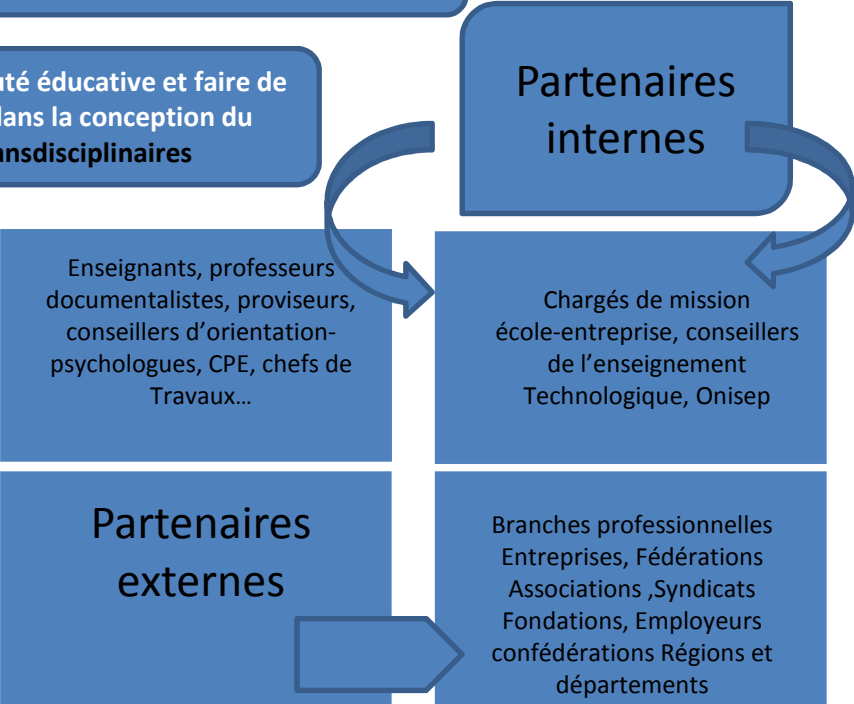 uté éducative et faire de
dans la conception du
ansdisciplinaires
Partenaires
internes
Enseignants, professeurs
documentalistes, proviseurs,
conseillers d’orientation-
psychologues, CPE, chefs de
Travaux…
Chargés de mission
école-entreprise, conseillers
de l’enseignement
Technologique, Onisep
Partenaires
externes
Branches professionnelles
Entreprises, Fédérations
Associations ,Syndicats
Fondations, Employeurs
confédérations Régions et
départements